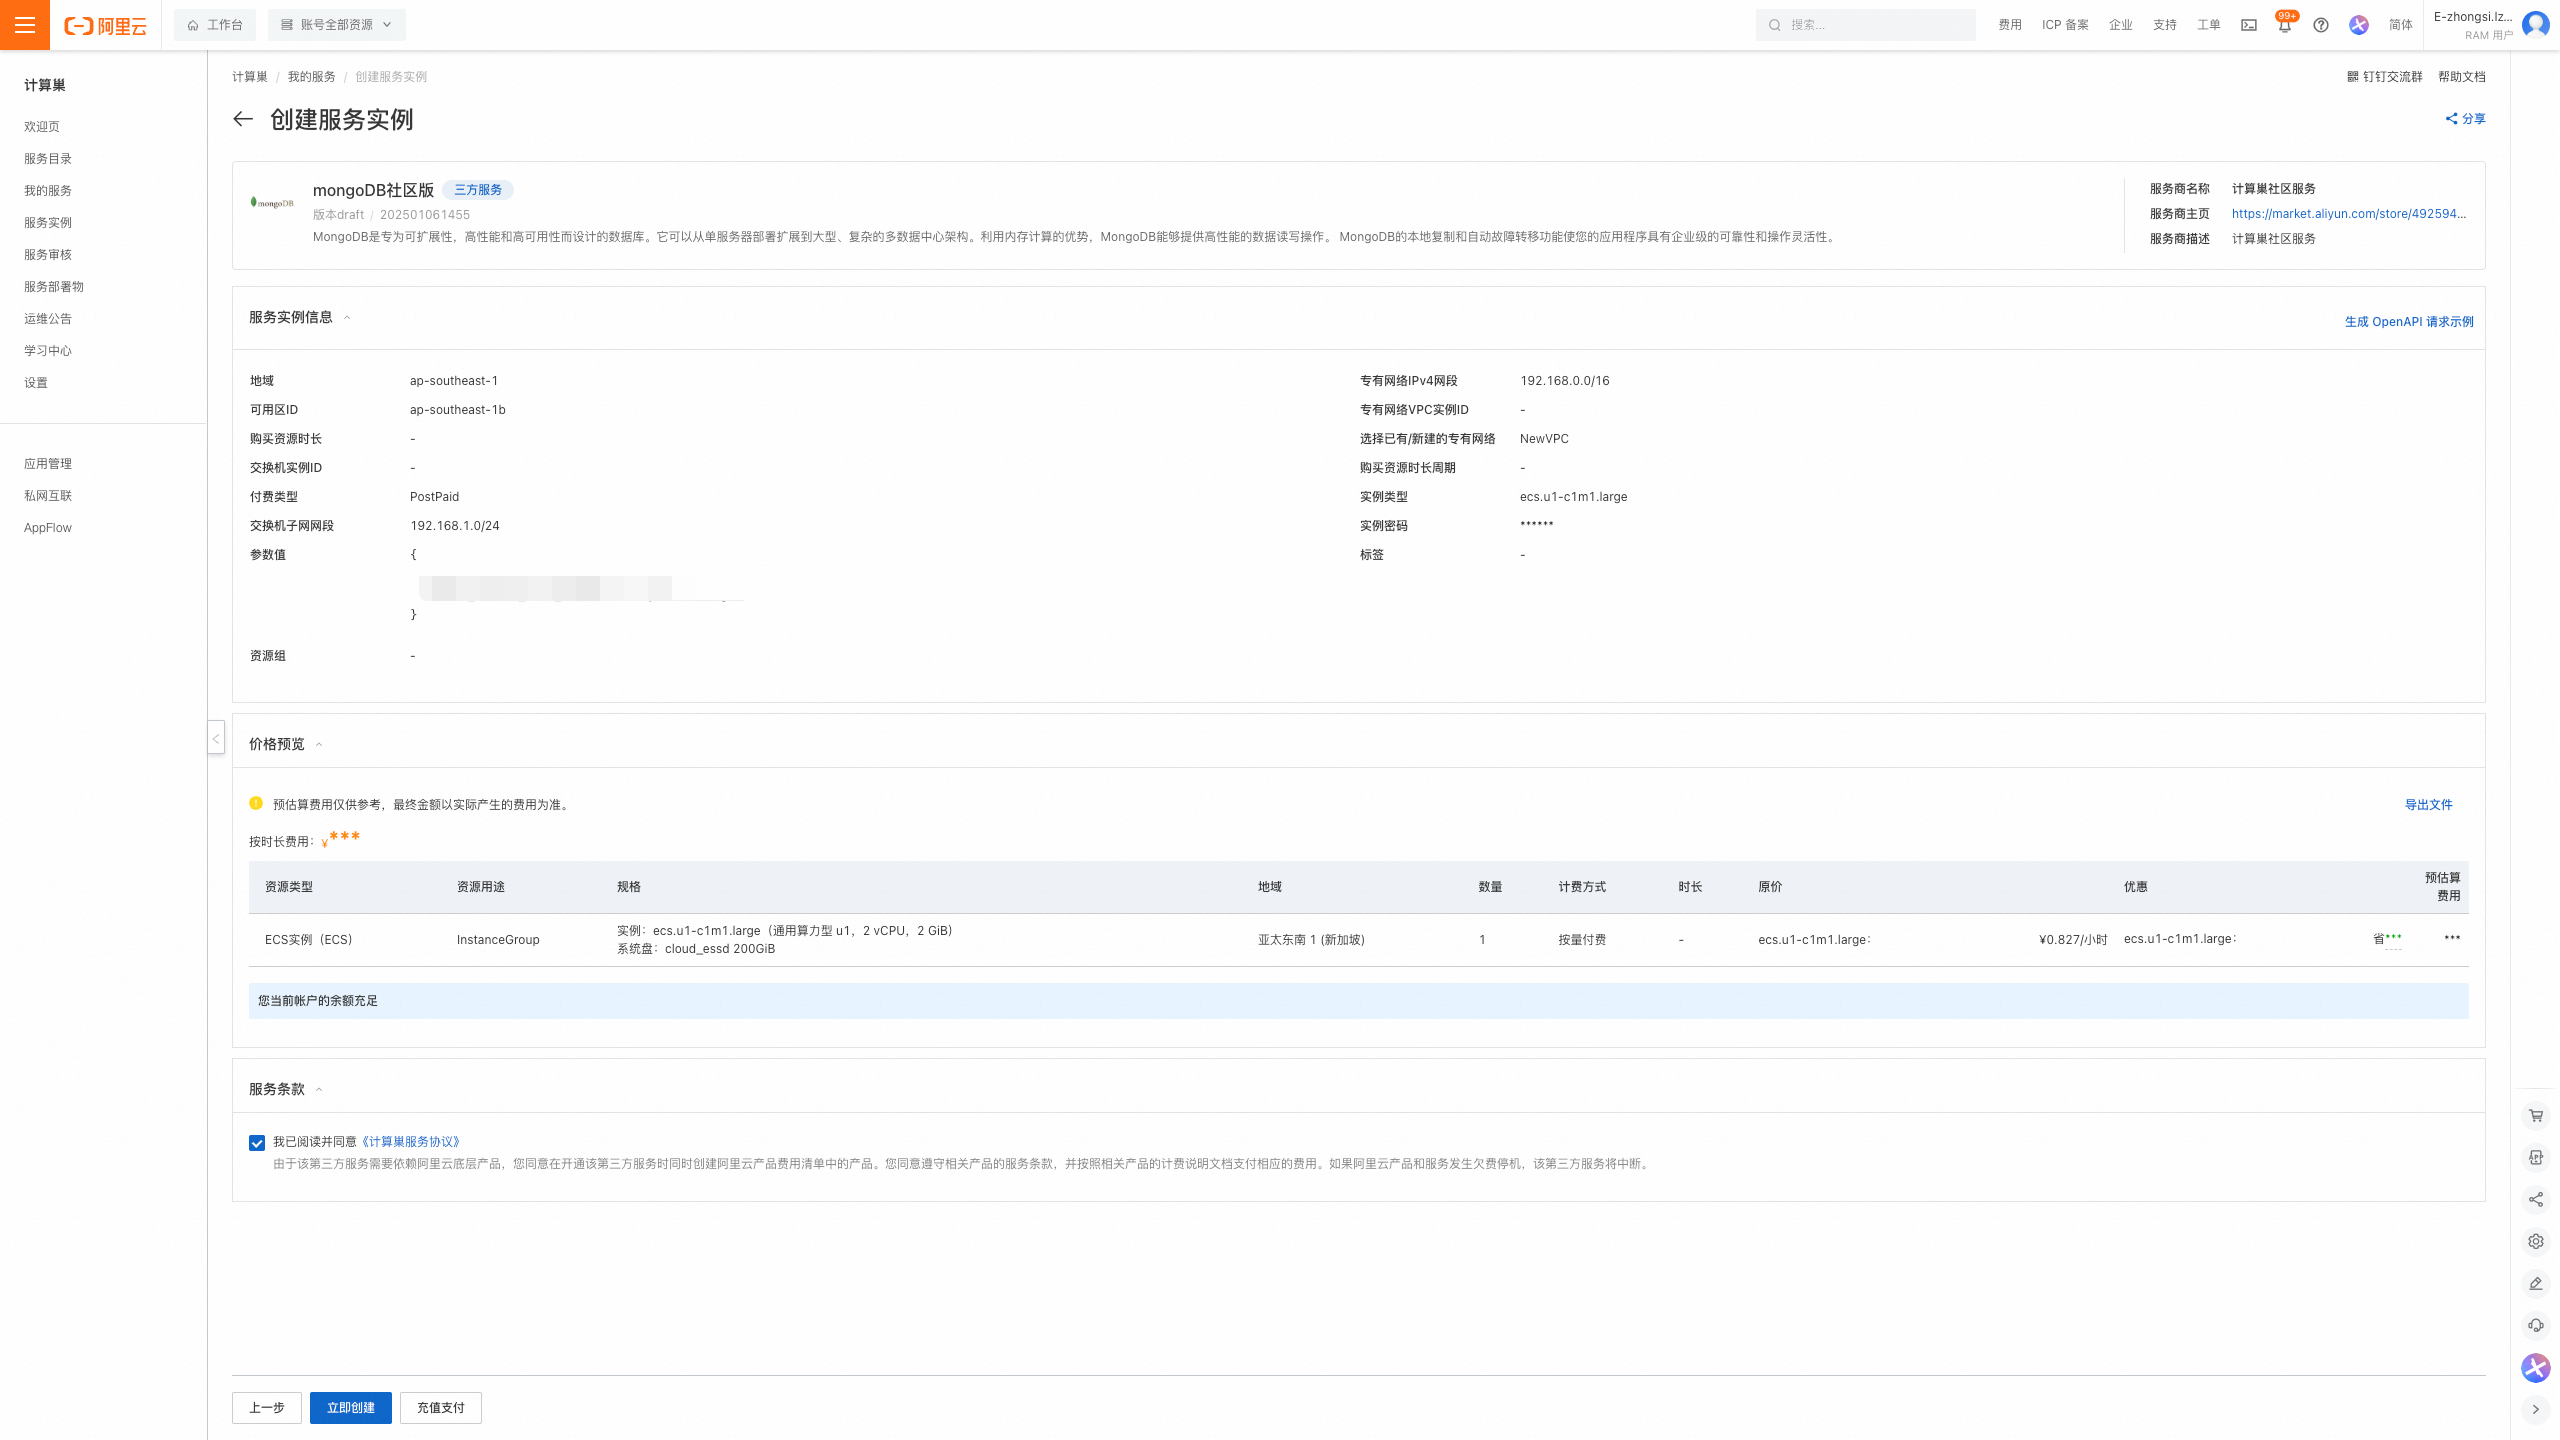 阿里云
工作台
账号全部资源
搜索...
费用
ICP 备案
企业
支持
工单
99+
简体
E-zhongsi.lz...
RAM 用户
计算巢
欢迎页
服务目录
我的服务
服务实例
服务审核
服务部署物
运维公告
学习中心
设置
应用管理
私网互联
AppFlow
计算巢 / 我的服务 / 创建服务实例
钉钉交流群 帮助文档
创建服务实例
分享
mongoDB
mongoDB社区版 三方服务
版本draft / 202501061455
MongoDB是专为可扩展性，高性能和高可用性而设计的数据库。它可以从单服务器部署扩展到大型、复杂的多数据中心架构。利用内存计算的优势，MongoDB能够提供高性能的数据读写操作。 MongoDB的本地复制和自动故障转移功能使您的应用程序具有企业级的可靠性和操作灵活性。
服务商名称 计算巢社区服务
服务商主页 https://market.aliyun.com/store/492594...
服务商描述 计算巢社区服务
服务实例信息
生成 OpenAPI 请求示例
地域 ap-southeast-1 专有网络IPv4网段 192.168.0.0/16
可用区ID ap-southeast-1b 专有网络VPC实例ID -
购买资源时长 - 选择已有/新建的专有网络 NewVPC
交换机实例ID - 购买资源时长周期 -
付费类型 PostPaid 实例类型 ecs.u1-c1m1.large
交换机子网网段 192.168.1.0/24 实例密码 ******
参数值 { 标签 -
}
资源组 -
价格预览
预估算费用仅供参考，最终金额以实际产生的费用为准。
导出文件
按时长费用：¥***
资源类型 资源用途 规格 地域 数量 计费方式 时长 原价 优惠 预估算
费用
ECS实例（ECS） InstanceGroup 实例：ecs.u1-c1m1.large（通用算力型 u1，2 vCPU，2 GiB）
系统盘：cloud_essd 200GiB
亚太东南 1 (新加坡) 1 按量付费 - ecs.u1-c1m1.large： ¥0.827/小时 ecs.u1-c1m1.large： 省*** ***
您当前帐户的余额充足
服务条款
我已阅读并同意《计算巢服务协议》
由于该第三方服务需要依赖阿里云底层产品，您同意在开通该第三方服务时同时创建阿里云产品费用清单中的产品。您同意遵守相关产品的服务条款，并按照相关产品的计费说明文档支付相应的费用。如果阿里云产品和服务发生欠费停机，该第三方服务将中断。
上一步 立即创建 充值支付
APP